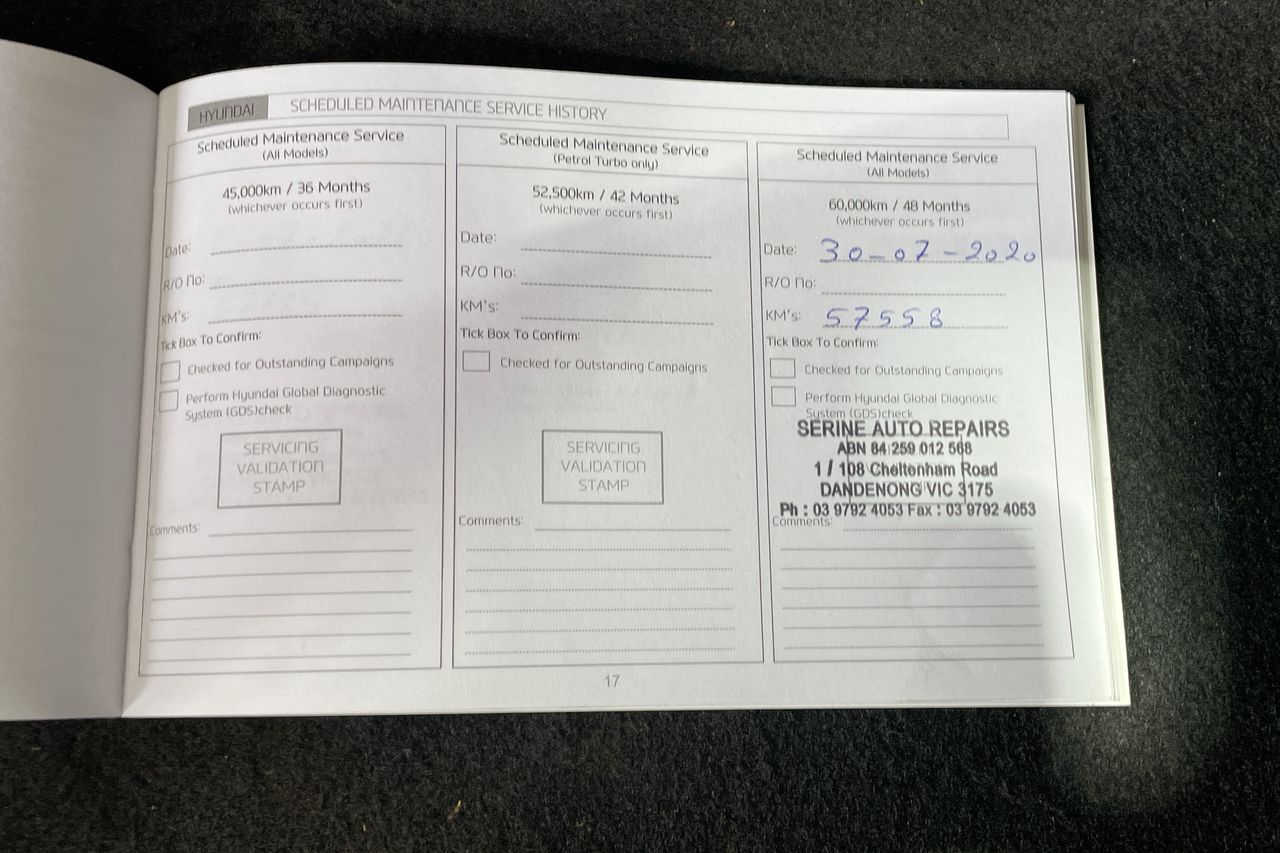 HYUNDAI SCHEDULED MAINTENANCE SERVICE HISTORY
Scheduled Maintenance Service
(All Models)
45,000km / 36 Months
(whichever occurs first)
Date:
R/O No:
KM's:
Tick Box To Confirm:
Checked for Outstanding Campaigns
Perform Hyundai Global Diagnostic
System (GDS)check
SERVICING
VALIDATION
STAMP
Comments:
Scheduled Maintenance Service
(Petrol Turbo only)
52,500km / 42 Months
(whichever occurs first)
Date:
R/O No:
KM's:
Tick Box To Confirm:
Checked for Outstanding Campaigns
SERVICING
VALIDATION
STAMP
Comments:
Scheduled Maintenance Service
(All Models)
60,000km / 48 Months
(whichever occurs first)
Date: 30-07-2020
R/O No:
KM's: 57558
Tick Box To Confirm:
Checked for Outstanding Campaigns
Perform Hyundai Global Diagnostic
System (GDS)check
SERINE AUTO REPAIRS
ABN 84 259 012 568
1 / 108 Cheltenham Road
DANDENONG VIC 3175
Ph : 03 9792 4053 Fax : 03 9792 4053
Comments:
17